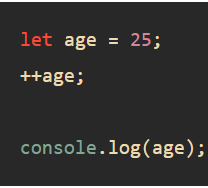 let age = 25;
++age;
console.log(age);